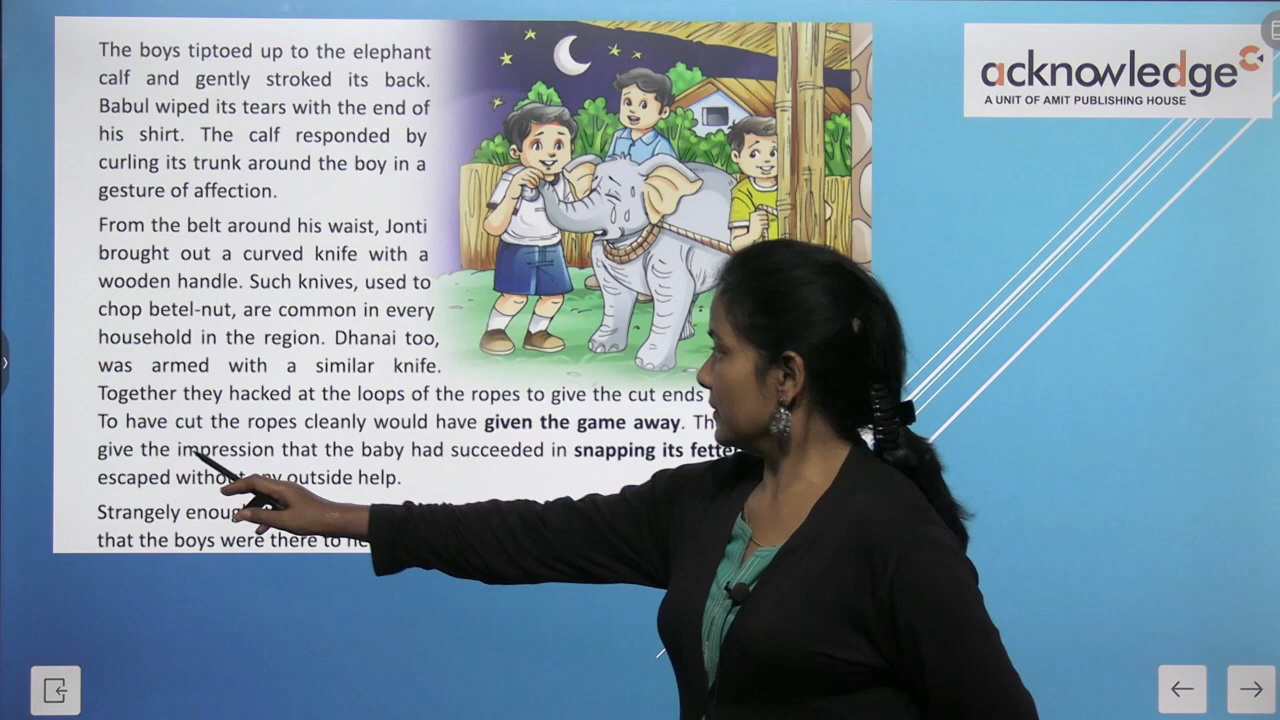 The boys tiptoed up to the elephant
calf and gently stroked its back.
Babul wiped its tears with the end of
his shirt. The calf responded by
curling its trunk around the boy in a
gesture of affection.
From the belt around his waist, Jonti
brought out a curved knife with a
wooden handle. Such knives, used to
chop betel-nut, are common in every
household in the region. Dhanai too,
was armed with a similar knife.
Together they hacked at the loops of the ropes to give the cut ends
To have cut the ropes cleanly would have given the game away.
give the impression that the baby had succeeded in snapping its
escaped outside help.
Strangely
that the boys were there to
acknowledge
A UNIT OF AMIT PUBLISHING HOUSE